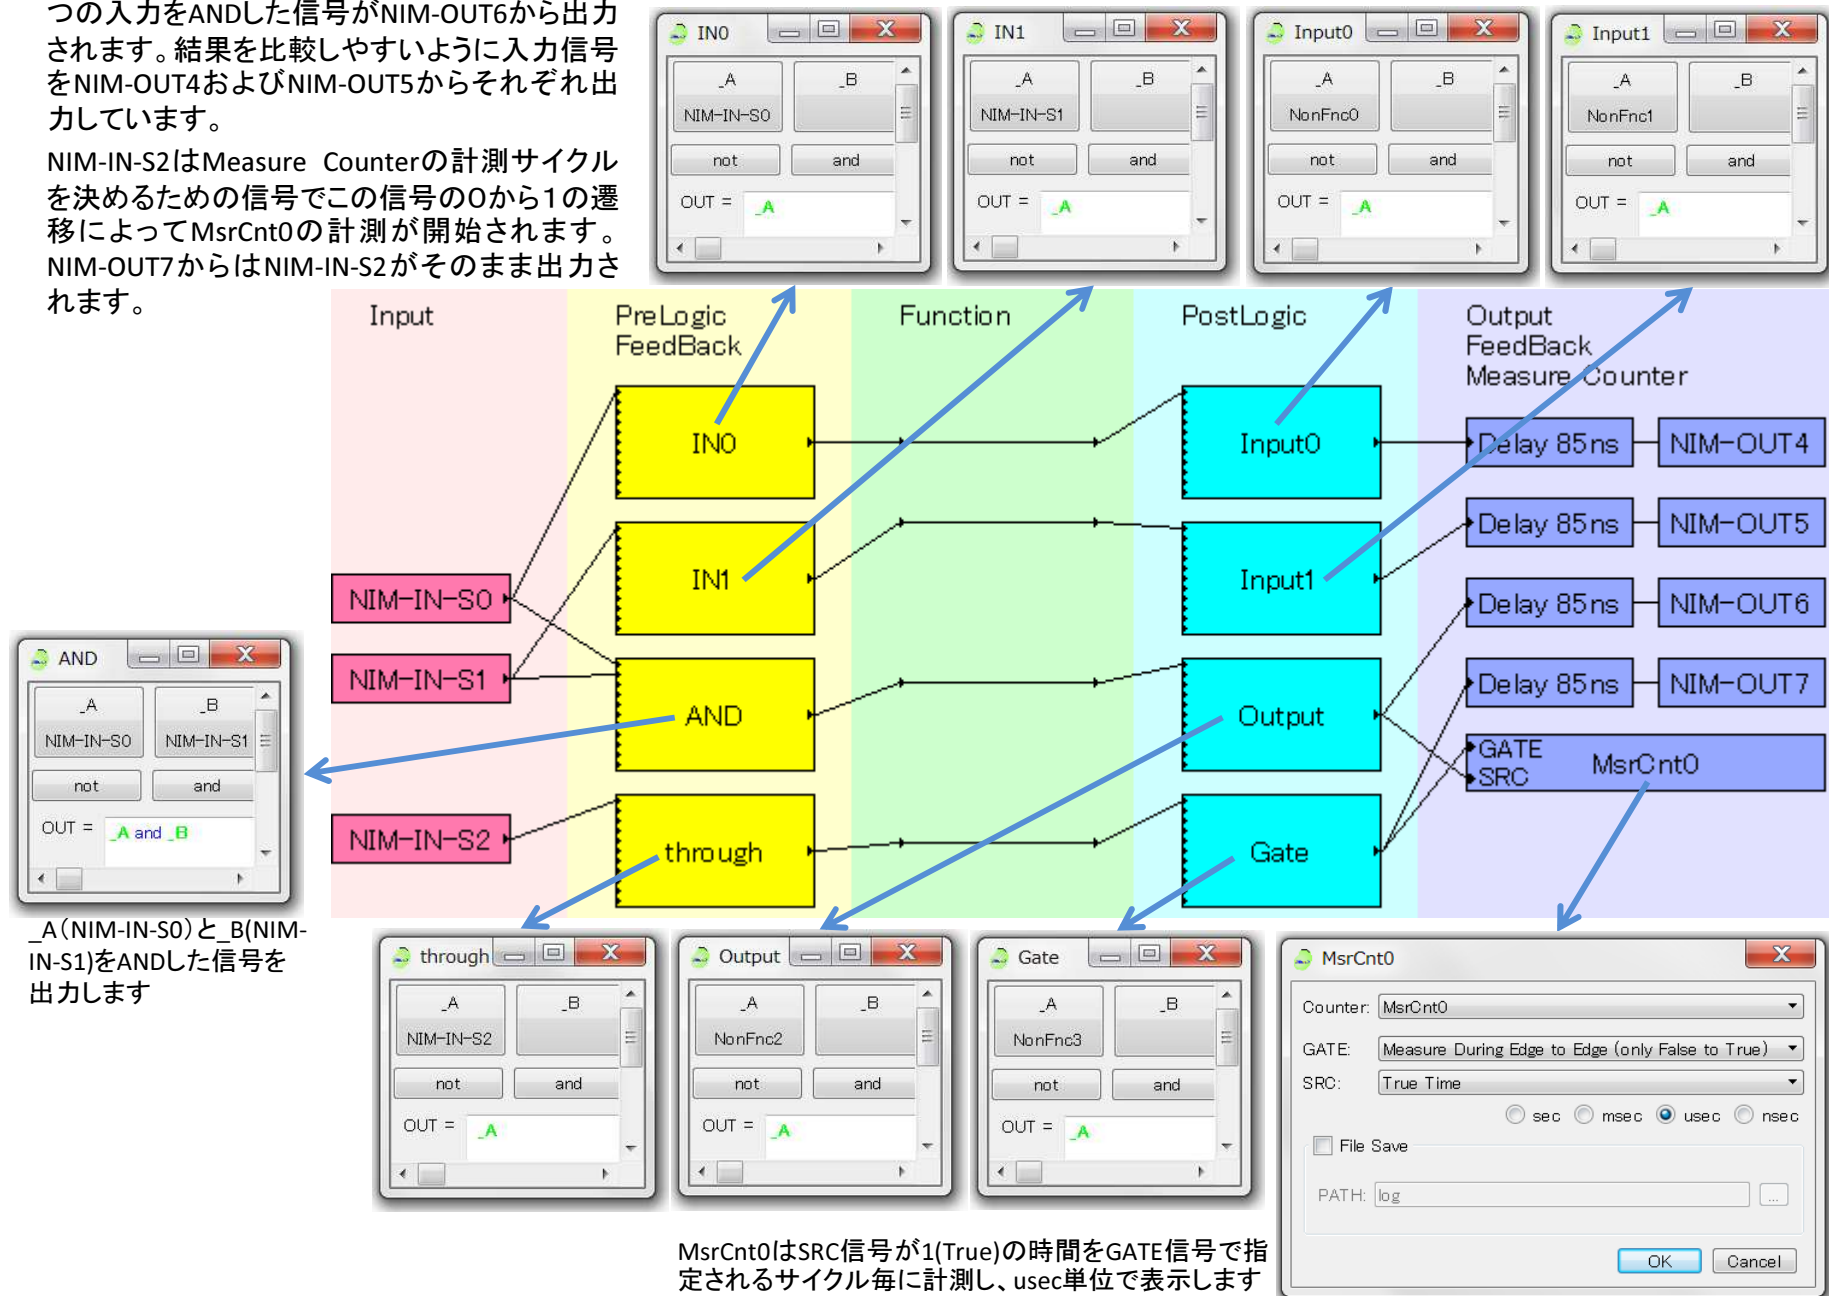 つの入力をANDした信号がNIM-OUT6から出力
されます。結果を比較しやすいように入力信号
をNIM-OUT4およびNIM-OUT5からそれぞれ出
力しています。
NIM-IN-S2はMeasure Counterの計測サイクル
を決めるための信号でこの信号の0から1の遷
移によってMsrCnt0の計測が開始されます。
NIM-OUT7からはNIM-IN-S2がそのまま出力さ
れます。
IN0
_A
_B
NIM-IN-S0
not
and
OUT =
_A
IN1
_A
_B
NIM-IN-S1
not
and
OUT =
_A
Input0
_A
_B
NonFnc0
not
and
OUT =
_A
Input1
_A
_B
NonFnc1
not
and
OUT =
_A
Input
PreLogic
FeedBack
Function
PostLogic
Output
FeedBack
Measure Counter
IN0
Input0
Delay 85ns
NIM-OUT4
IN1
Input1
Delay 85ns
NIM-OUT5
NIM-IN-S0
Delay 85ns
NIM-OUT6
NIM-IN-S1
AND
Output
Delay 85ns
NIM-OUT7
GATE
SRC
MsrCnt0
NIM-IN-S2
through
Gate
AND
_A
_B
NIM-IN-S0
NIM-IN-S1
not
and
OUT =
_A and _B
_A(NIM-IN-S0)と_B(NIM-
IN-S1)をANDした信号を
出力します
through
_A
_B
NIM-IN-S2
not
and
OUT =
_A
Output
_A
_B
NonFnc2
not
and
OUT =
_A
Gate
_A
_B
NonFnc3
not
and
OUT =
_A
MsrCnt0
Counter: MsrCnt0
GATE: Measure During Edge to Edge (only False to True)
SRC: True Time
sec msec usec nsec
File Save
PATH: log ...
OK Cancel
MsrCnt0はSRC信号が1(True)の時間をGATE信号で指
定されるサイクル毎に計測し、usec単位で表示します